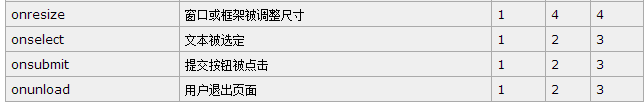 onresize 窗口或框架被调整尺寸 1 4 4
onselect 文本被选定 1 2 3
onsubmit 提交按钮被点击 1 2 3
onunload 用户退出页面 1 2 3